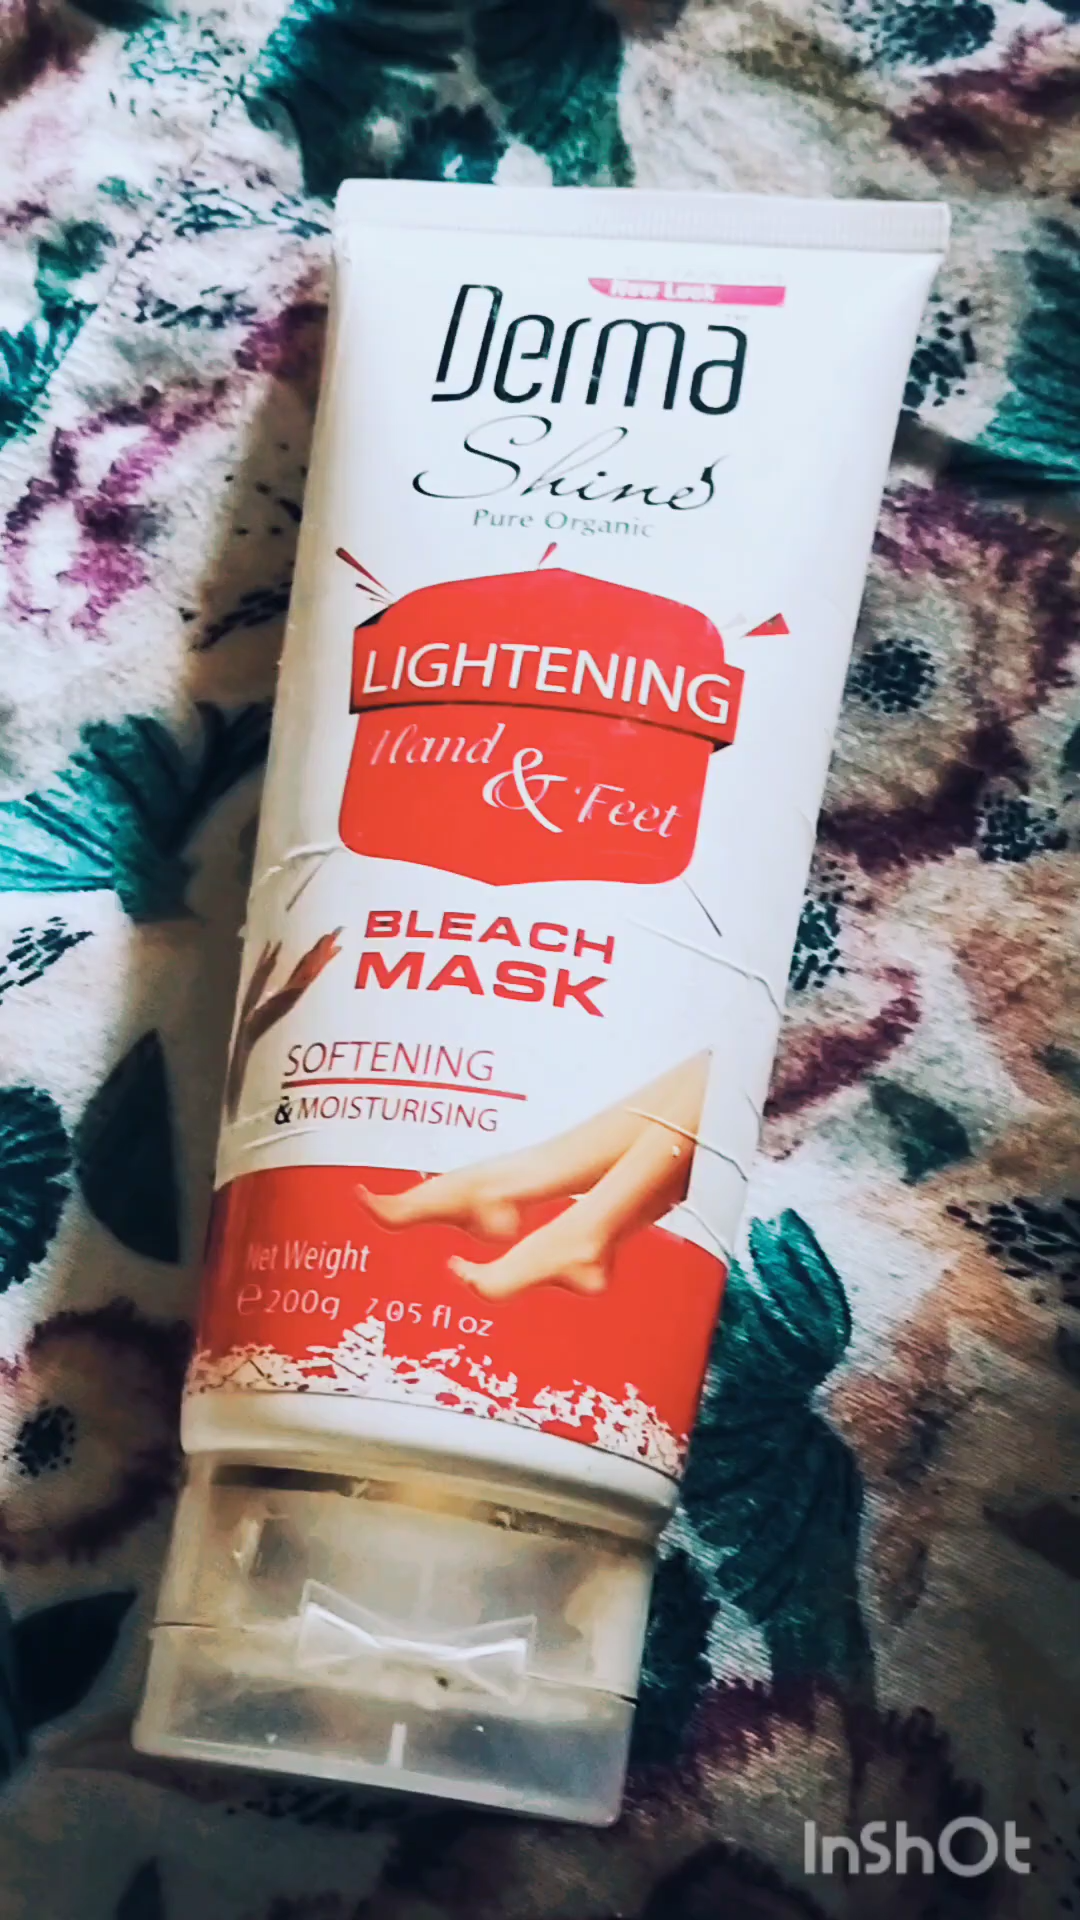 New Look
Derma
Shine
Pure Organic
LIGHTENING
Hand & Feet
BLEACH
MASK
SOFTENING
& MOISTURISING
Net Weight
℮200g 7.05 fl oz
InShOt